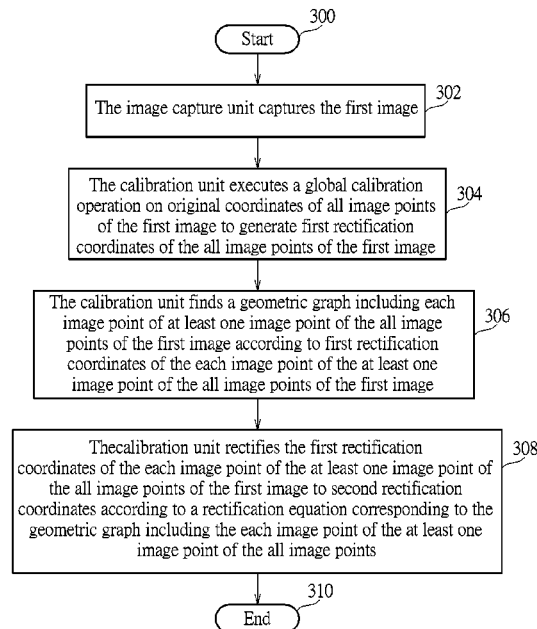 300
Start
The image capture unit captures the first image
302
The calibration unit executes a global calibration
operation on original coordinates of all image points
of the first image to generate first rectification
coordinates of the all image points of the first image
304
The calibration unit finds a geometric graph including each
image point of at least one image point of the all image
points of the first image according to first rectification
coordinates of the each image point of the at least one
image point of the all image points of the first image
306
Thecalibration unit rectifies the first rectification
coordinates of the each image point of the at least one image point of
the all image points of the first image to second rectification
coordinates according to a rectification equation corresponding to the
geometric graph including the each image point of the at least one
image point of the all image points
308
310
End